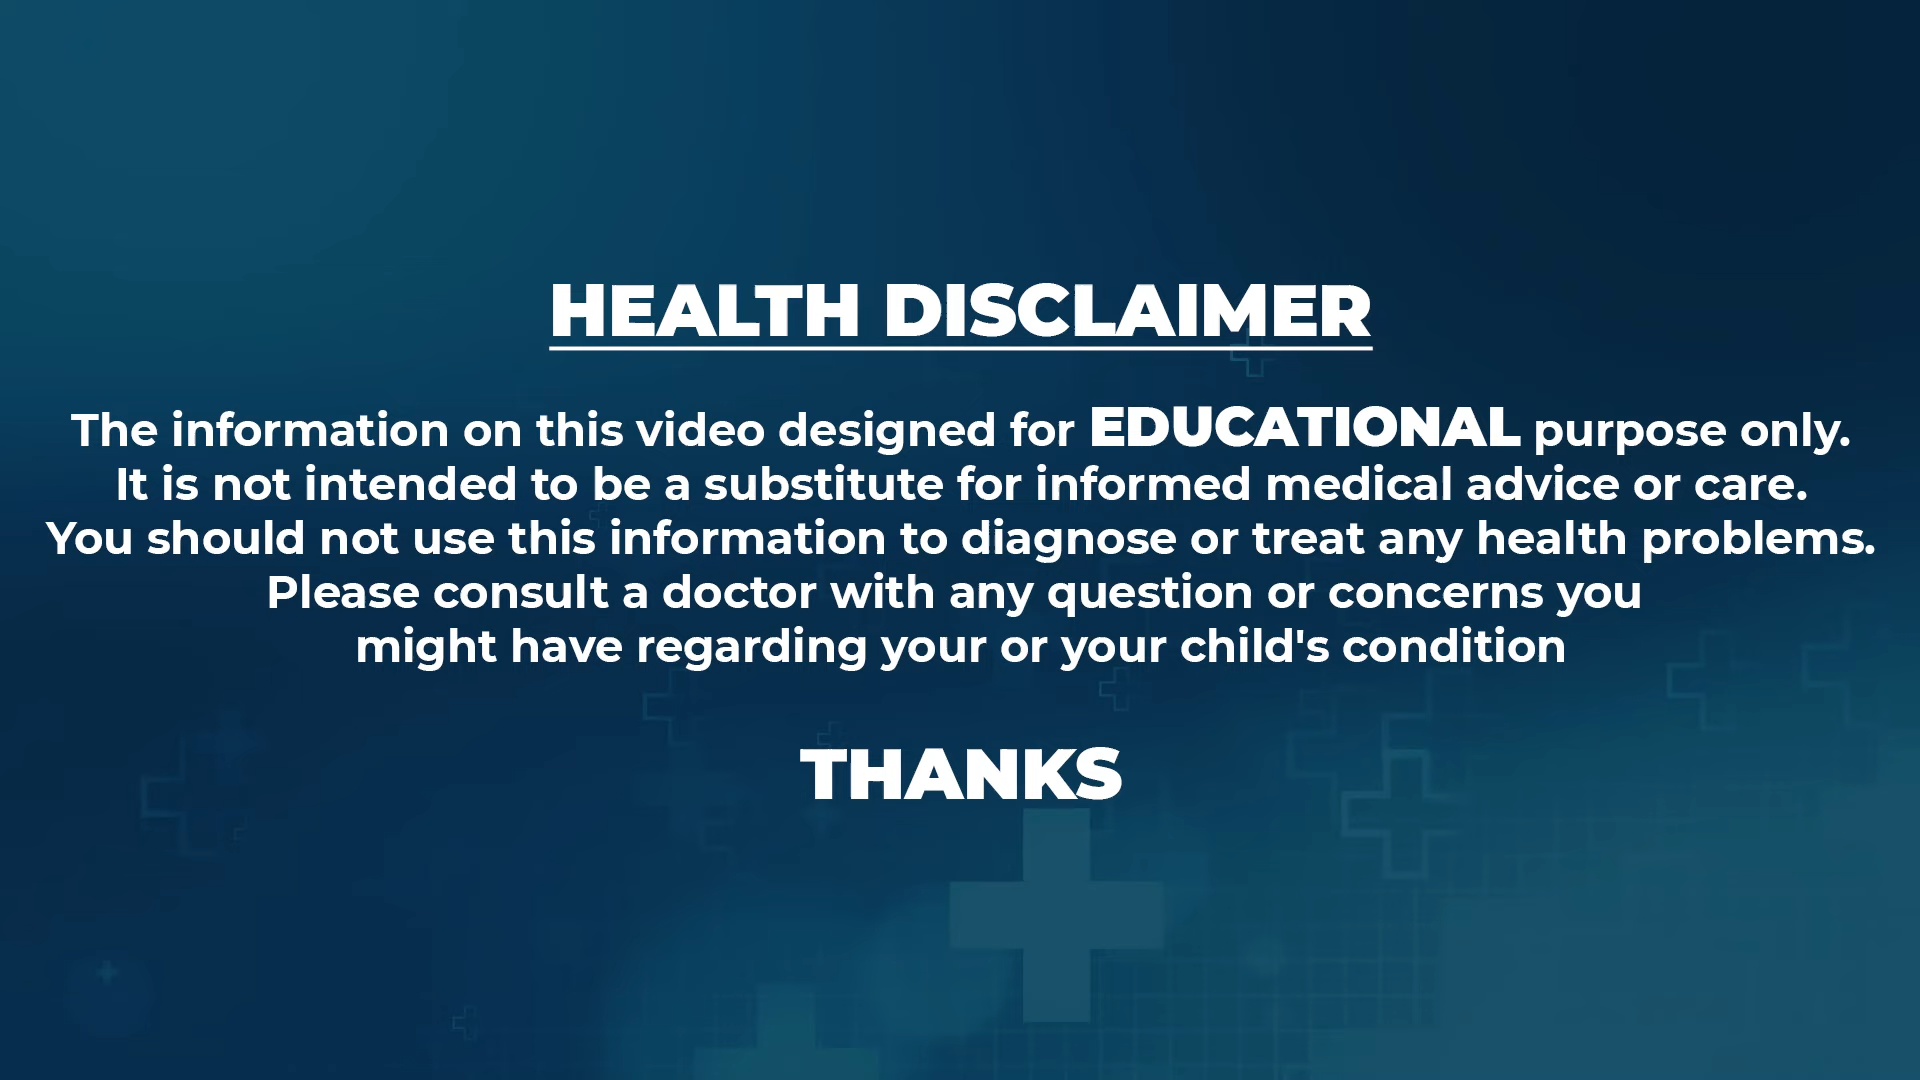 HEALTH DISCLAIMER
The information on this video designed for EDUCATIONAL purpose only.
It is not intended to be a substitute for informed medical advice or care.
You should not use this information to diagnose or treat any health problems.
Please consult a doctor with any question or concerns you
might have regarding your or your child's condition
THANKS